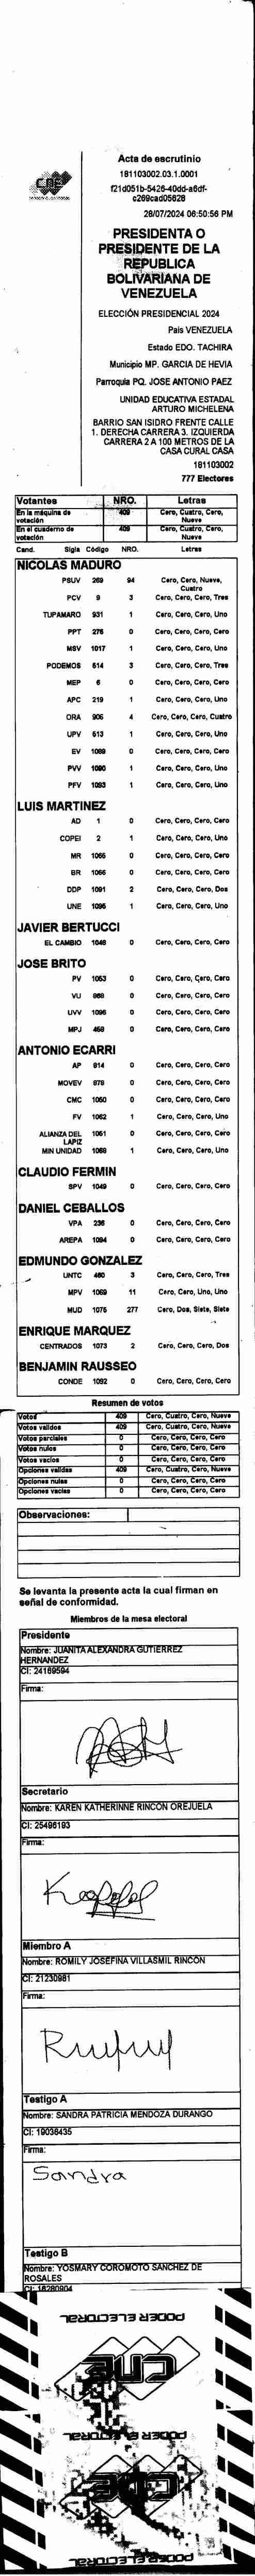 CNE
Acta de escrutinio
181103002.03.1.0001
f21d051b-5426-40dd-a6df-
c269cad05628
28/07/2024 06:50:56 PM
PRESIDENTA O
PRESIDENTE DE LA
REPUBLICA
BOLIVARIANA DE
VENEZUELA
ELECCIÓN PRESIDENCIAL 2024
País VENEZUELA
Estado EDO. TACHIRA
Municipio MP. GARCIA DE HEVIA
Parroquia PQ. JOSE ANTONIO PAEZ
UNIDAD EDUCATIVA ESTADAL
ARTURO MICHELENA
BARRIO SAN ISIDRO FRENTE CALLE
1. DERECHA CARRERA 3. IZQUIERDA
CARRERA 2 A 100 METROS DE LA
CASA CURAL CASA
181103002
777 Electores
Votantes NRO. Letras
En la máquina de votación 409 Cero, Cuatro, Cero, Nueve
En el cuaderno de votación 409 Cero, Cuatro, Cero, Nueve
Cand. Sigla Código NRO. Letras
NICOLAS MADURO
PSUV 269 94 Cero, Cero, Nueve, Cuatro
PCV 9 3 Cero, Cero, Cero, Tres
TUPAMARO 931 1 Cero, Cero, Cero, Uno
PPT 276 0 Cero, Cero, Cero, Cero
MSV 1017 1 Cero, Cero, Cero, Uno
PODEMOS 614 3 Cero, Cero, Cero, Tres
MEP 6 0 Cero, Cero, Cero, Cero
APC 219 1 Cero, Cero, Cero, Uno
ORA 906 4 Cero, Cero, Cero, Cuatro
UPV 613 1 Cero, Cero, Cero, Uno
EV 1089 0 Cero, Cero, Cero, Cero
PVV 1090 1 Cero, Cero, Cero, Uno
PFV 1093 1 Cero, Cero, Cero, Uno
LUIS MARTINEZ
AD 1 0 Cero, Cero, Cero, Cero
COPEI 2 1 Cero, Cero, Cero, Uno
MR 1065 0 Cero, Cero, Cero, Cero
BR 1066 0 Cero, Cero, Cero, Cero
DDP 1091 2 Cero, Cero, Cero, Dos
UNE 1095 1 Cero, Cero, Cero, Uno
JAVIER BERTUCCI
EL CAMBIO 1048 0 Cero, Cero, Cero, Cero
JOSE BRITO
PV 1053 0 Cero, Cero, Cero, Cero
VU 968 0 Cero, Cero, Cero, Cero
UVV 1096 0 Cero, Cero, Cero, Cero
MPJ 459 0 Cero, Cero, Cero, Cero
ANTONIO ECARRI
AP 914 0 Cero, Cero, Cero, Cero
MOVEV 978 0 Cero, Cero, Cero, Cero
CMC 1050 0 Cero, Cero, Cero, Cero
FV 1062 1 Cero, Cero, Cero, Uno
ALIANZA DEL LAPIZ 1051 0 Cero, Cero, Cero, Cero
MIN UNIDAD 1068 1 Cero, Cero, Cero, Uno
CLAUDIO FERMIN
SPV 1049 0 Cero, Cero, Cero, Cero
DANIEL CEBALLOS
VPA 236 0 Cero, Cero, Cero, Cero
AREPA 1094 0 Cero, Cero, Cero, Cero
EDMUNDO GONZALEZ
UNTC 460 3 Cero, Cero, Cero, Tres
MPV 1069 11 Cero, Cero, Uno, Uno
MUD 1075 277 Cero, Dos, Siete, Siete
ENRIQUE MARQUEZ
CENTRADOS 1073 2 Cero, Cero, Cero, Dos
BENJAMIN RAUSSEO
CONDE 1092 0 Cero, Cero, Cero, Cero
Resumen de votos
Votos 409 Cero, Cuatro, Cero, Nueve
Votos validos 409 Cero, Cuatro, Cero, Nueve
Votos parciales 0 Cero, Cero, Cero, Cero
Votos nulos 0 Cero, Cero, Cero, Cero
Votos vacios 0 Cero, Cero, Cero, Cero
Opciones validas 409 Cero, Cuatro, Cero, Nueve
Opciones nulas 0 Cero, Cero, Cero, Cero
Opciones vacias 0 Cero, Cero, Cero, Cero
Observaciones:
Se levanta la presente acta la cual firman en
señal de conformidad.
Miembros de la mesa electoral
Presidente
Nombre: JUANITA ALEXANDRA GUTIERREZ
HERNANDEZ
CI: 24169594
Firma:
Secretario
Nombre: KAREN KATHERINNE RINCON OREJUELA
CI: 25496193
Firma:
Miembro A
Nombre: ROMILY JOSEFINA VILLASMIL RINCON
CI: 21230981
Firma:
Testigo A
Nombre: SANDRA PATRICIA MENDOZA DURANGO
CI: 19036435
Firma:
Sandra
Testigo B
Nombre: YOSMARY COROMOTO SANCHEZ DE
ROSALES
CI: 16280904
PODER ELECTORAL
CNE
PODER ELECTORAL
CNE
PODER ELECTORAL